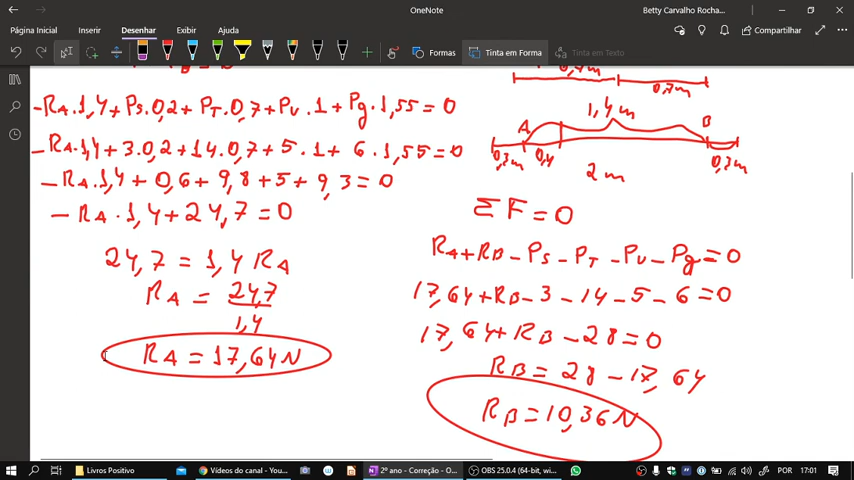 OneNote
Betty Carvalho Rocha...
Página Inicial Inserir Desenhar Exibir Ajuda
Compartilhar
Formas Tinta em Forma Tinta em Texto
-RA.1,4+PS.0,2+PT.0,7+PV.1+Pg.1,55=0
-RA.1,4+3.0,2+14.0,7+5.1+6.1,55=0
-RA.1,4+0,6+9,8+5+9,3=0
-RA.1,4+24,7=0
24,7=1,4RA
RA=24,7
1,4
RA=17,64N
0,7m
1,4m
A B
0,4
2m
ΣF=0
RA+RB-PS-PT-PV-Pg=0
17,64+RB-3-14-5-6=0
17,64+RB-28=0
RB=28-17,64
RB=10,36N
Livros Positivo
Vídeos do canal - ...
2º ano - Correção - O...
OBS 25.0.4 (64-bit, wi...
POR 17:01